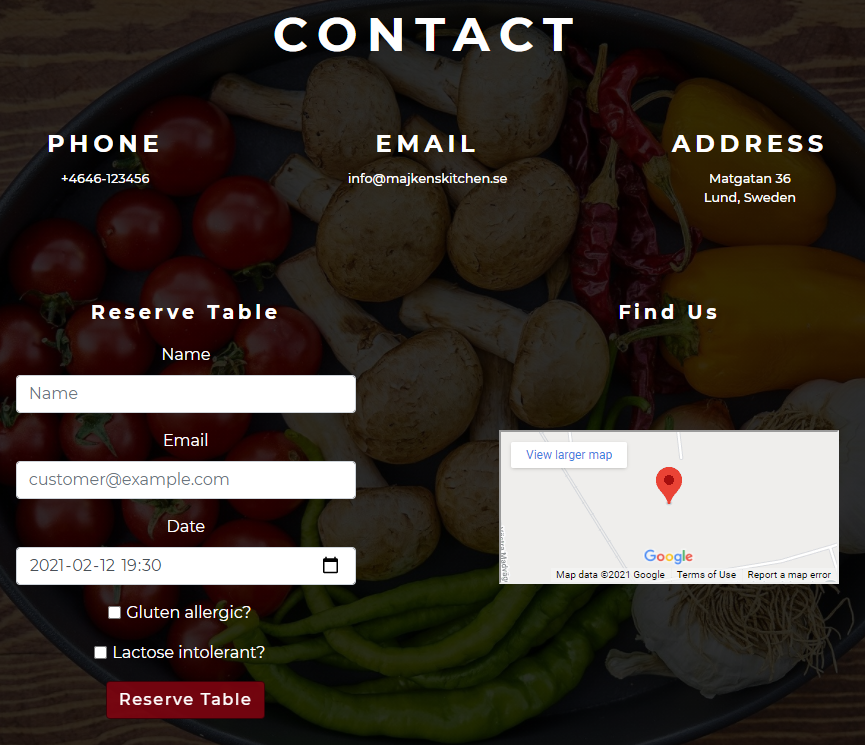 CONTACT
PHONE
+4646-123456
EMAIL
info@majkenskitchen.se
ADDRESS
Matgatan 36
Lund, Sweden
Reserve Table
Name
Name
Email
customer@example.com
Date
2021-02-12 19:30
Gluten allergic?
Lactose intolerant?
Reserve Table
Find Us
View larger map
Google
Map data ©2021 Google Terms of Use Report a map error